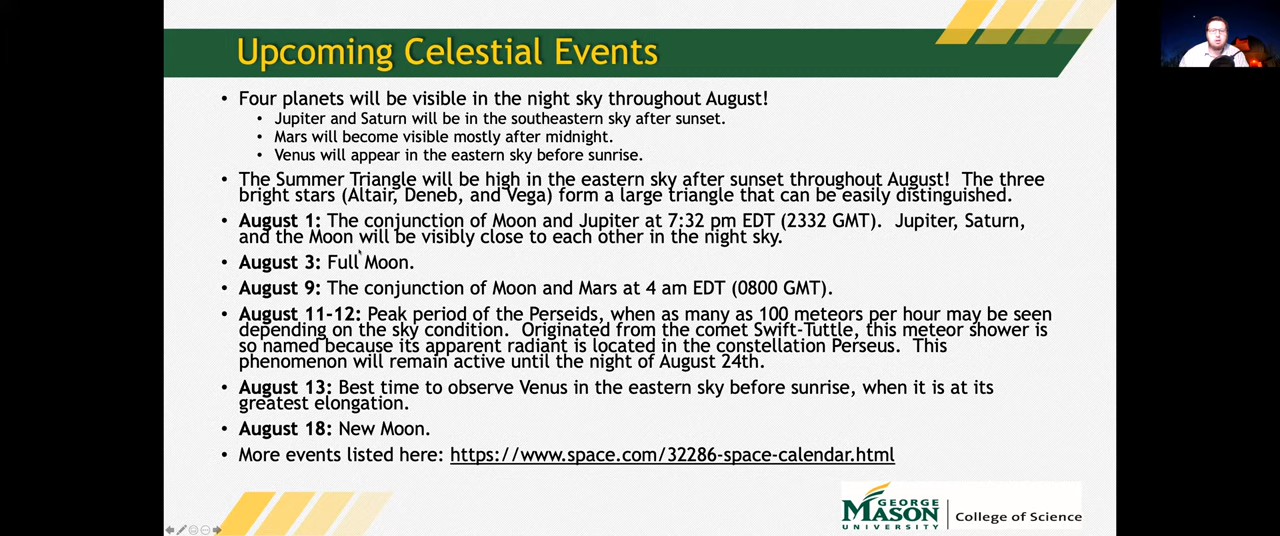 Upcoming Celestial Events
• Four planets will be visible in the night sky throughout August!
• Jupiter and Saturn will be in the southeastern sky after sunset.
• Mars will become visible mostly after midnight.
• Venus will appear in the eastern sky before sunrise.
• The Summer Triangle will be high in the eastern sky after sunset throughout August!  The three
bright stars (Altair, Deneb, and Vega) form a large triangle that can be easily distinguished.
• August 1: The conjunction of Moon and Jupiter at 7:32 pm EDT (2332 GMT).  Jupiter, Saturn,
and the Moon will be visibly close to each other in the night sky.
• August 3: Full Moon.
• August 9: The conjunction of Moon and Mars at 4 am EDT (0800 GMT).
• August 11-12: Peak period of the Perseids, when as many as 100 meteors per hour may be seen
depending on the sky condition.  Originated from the comet Swift-Tuttle, this meteor shower is
so named because its apparent radiant is located in the constellation Perseus.  This
phenomenon will remain active until the night of August 24th.
• August 13: Best time to observe Venus in the eastern sky before sunrise, when it is at its
greatest elongation.
• August 18: New Moon.
• More events listed here: https://www.space.com/32286-space-calendar.html
GEORGE
MASON
UNIVERSITY
College of Science